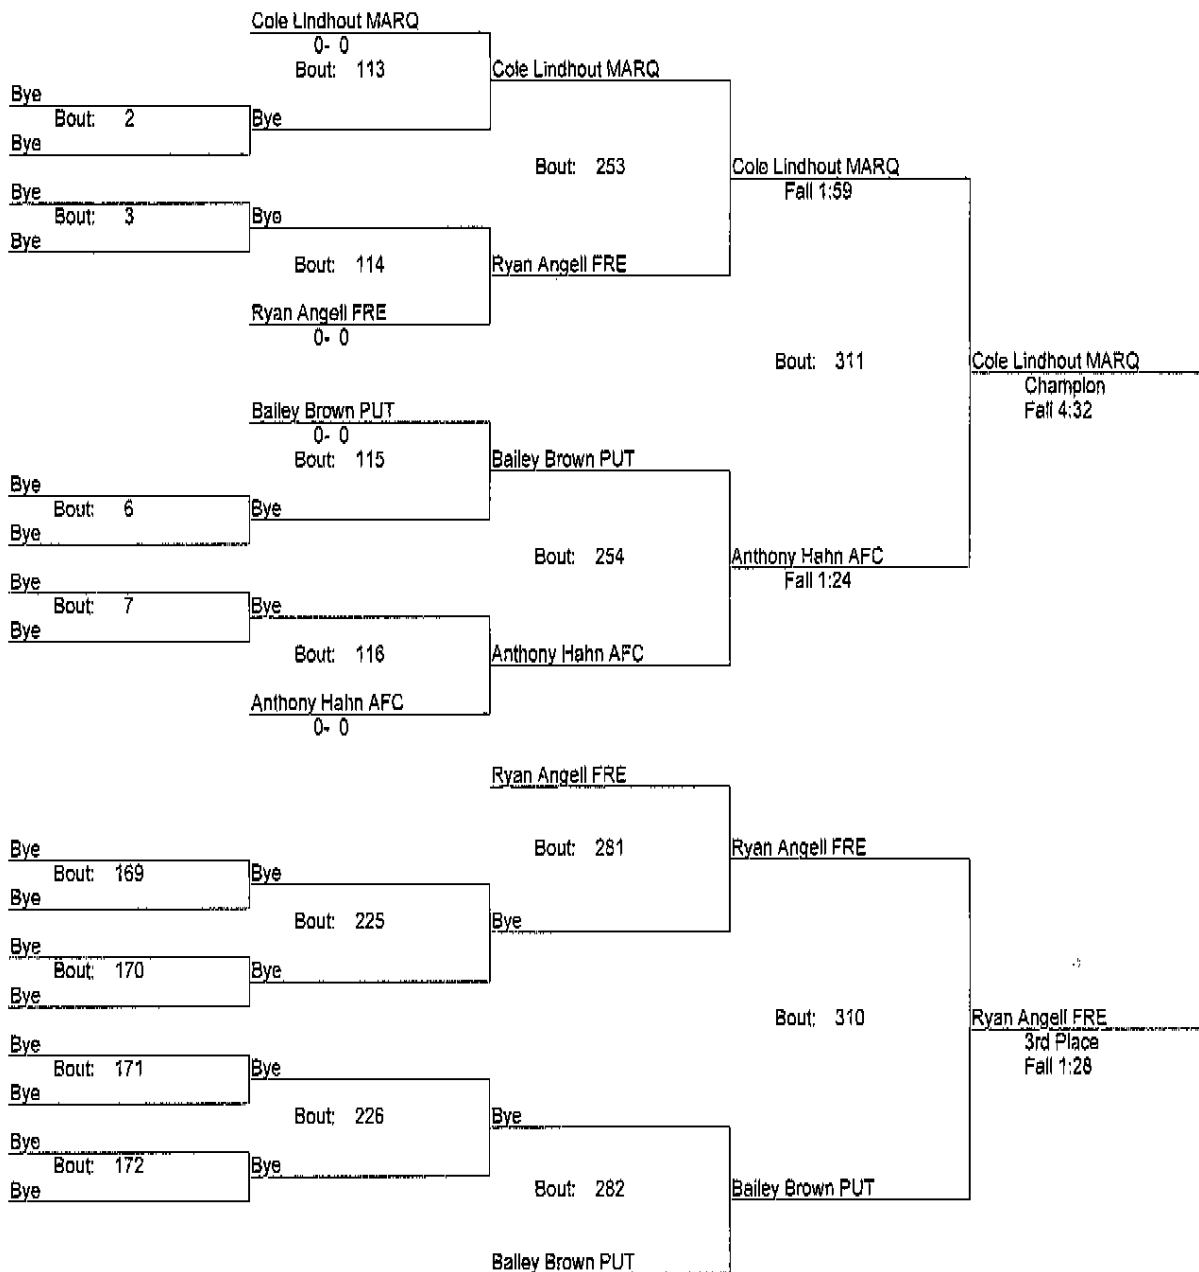 Cole Lindhout MARQ
0- 0
Bout: 113
Cole Lindhout MARQ
Bye
Bout: 2
Bye
Bye
Bout: 253
Cole Lindhout MARQ
Fall 1:59
Bye
Bout: 3
Bye
Bye
Bout: 114
Ryan Angell FRE
Ryan Angell FRE
0- 0
Bout: 311
Cole Lindhout MARQ
Champion
Fall 4:32
Bailey Brown PUT
0- 0
Bout: 115
Bailey Brown PUT
Bye
Bout: 6
Bye
Bye
Bout: 254
Anthony Hahn AFC
Fall 1:24
Bye
Bout: 7
Bye
Bye
Bout: 116
Anthony Hahn AFC
Anthony Hahn AFC
0- 0
Ryan Angell FRE
Bout: 281
Ryan Angell FRE
Bye
Bout: 169
Bye
Bye
Bout: 225
Bye
Bye
Bout: 170
Bye
Bye
Bout: 310
Ryan Angell FRE
3rd Place
Fall 1:28
Bye
Bout: 171
Bye
Bye
Bout: 226
Bye
Bye
Bout: 172
Bye
Bye
Bout: 282
Bailey Brown PUT
Bailey Brown PUT